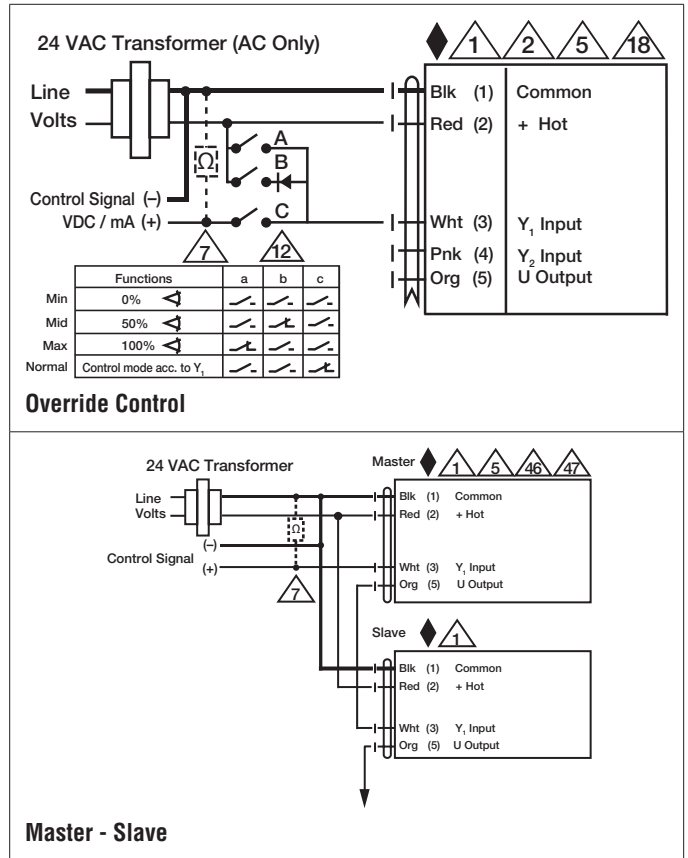 24 VAC Transformer (AC Only)
1 2 5 18
Line
Volts
Blk (1) Common
Red (2) + Hot
A
Ω
B
Control Signal (–)
VDC / mA (+)
C
Wht (3) Y₁ Input
7 12
Pnk (4) Y₂ Input
Org (5) U Output
Functions a b c
Min 0%
Mid 50%
Max 100%
Normal Control mode acc. to Y₁
Override Control
24 VAC Transformer
Master 1 5 46 47
Line
Volts
Blk (1) Common
Red (2) + Hot
Ω
(–)
Control Signal
(+)
Wht (3) Y₁ Input
Org (5) U Output
7
Slave 1
Blk (1) Common
Red (2) + Hot
Wht (3) Y₁ Input
Org (5) U Output
Master - Slave